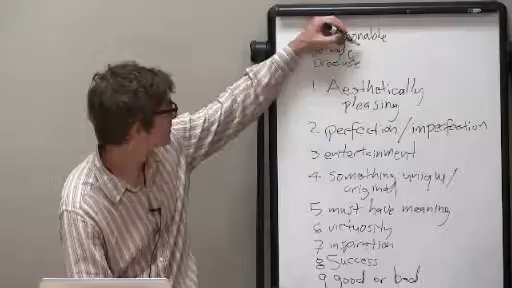 produce
1 Aesthetically
pleasing
2 perfection/imperfection
3 entertainment
4 something unique/
original
5 must have meaning
6 virtuosity
7 inspiration
8 Success
9 good or bad